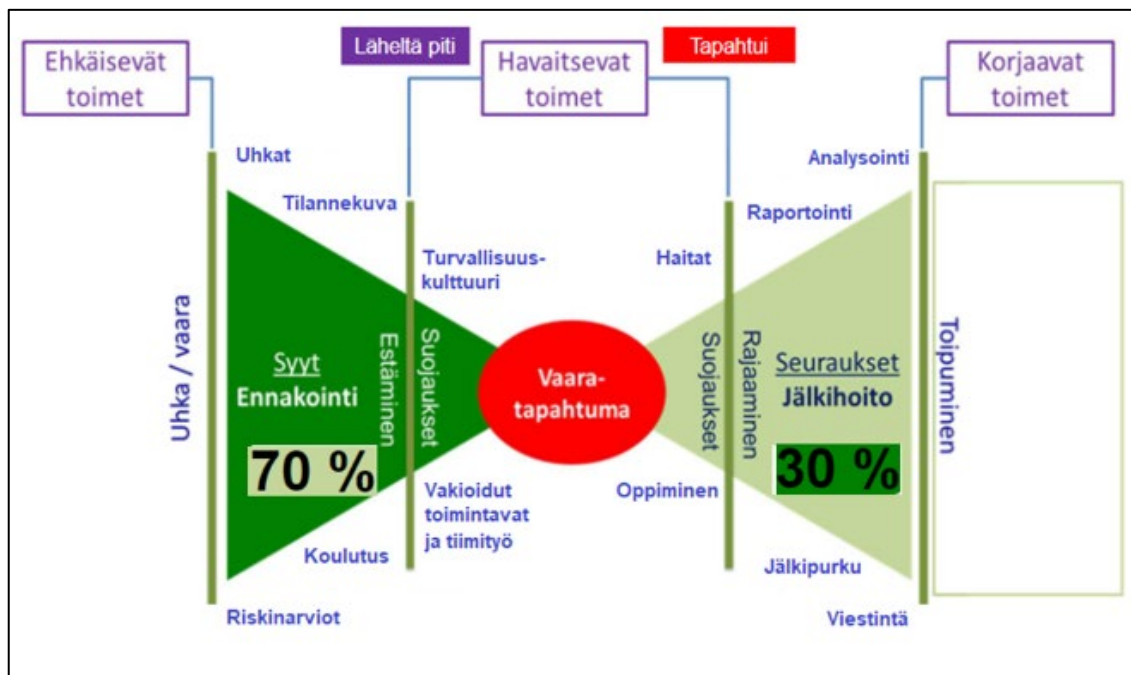 Ehkäisevät
toimet
Läheltä piti
Havaitsevat
toimet
Tapahtui
Korjaavat
toimet
Uhkat
Tilannekuva
Turvallisuus-
kulttuuri
Uhka / vaara
Syyt
Ennakointi
70 %
Estäminen
Suojaukset
Vakioidut
toimintavat
ja tiimityö
Koulutus
Riskinarviot
Vaara-
tapahtuma
Analysointi
Raportointi
Haitat
Suojaukset
Rajaaminen
Seuraukset
Jälkihoito
30 %
Oppiminen
Jälkipurku
Viestintä
Toipuminen